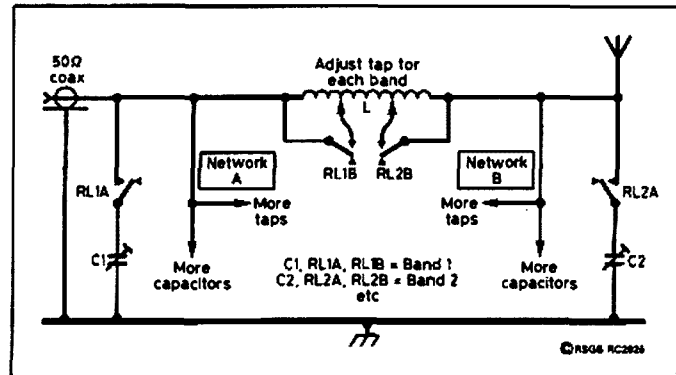 50Ω
coax
Adjust tap for
each band
L
RL1B RL2B
Network
A
Network
B
RL1A
RL2A
More
taps
More
taps
C1
C2
More
capacitors
More
capacitors
C1, RL1A, RL1B = Band 1
C2, RL2A, RL2B = Band 2
etc
©RSGB RC2926